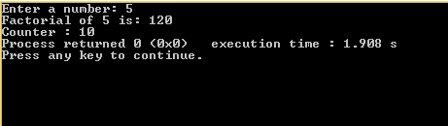 Enter a number: 5
Factorial of 5 is: 120
Counter : 10
Process returned 0 (0x0)   execution time : 1.908 s
Press any key to continue.